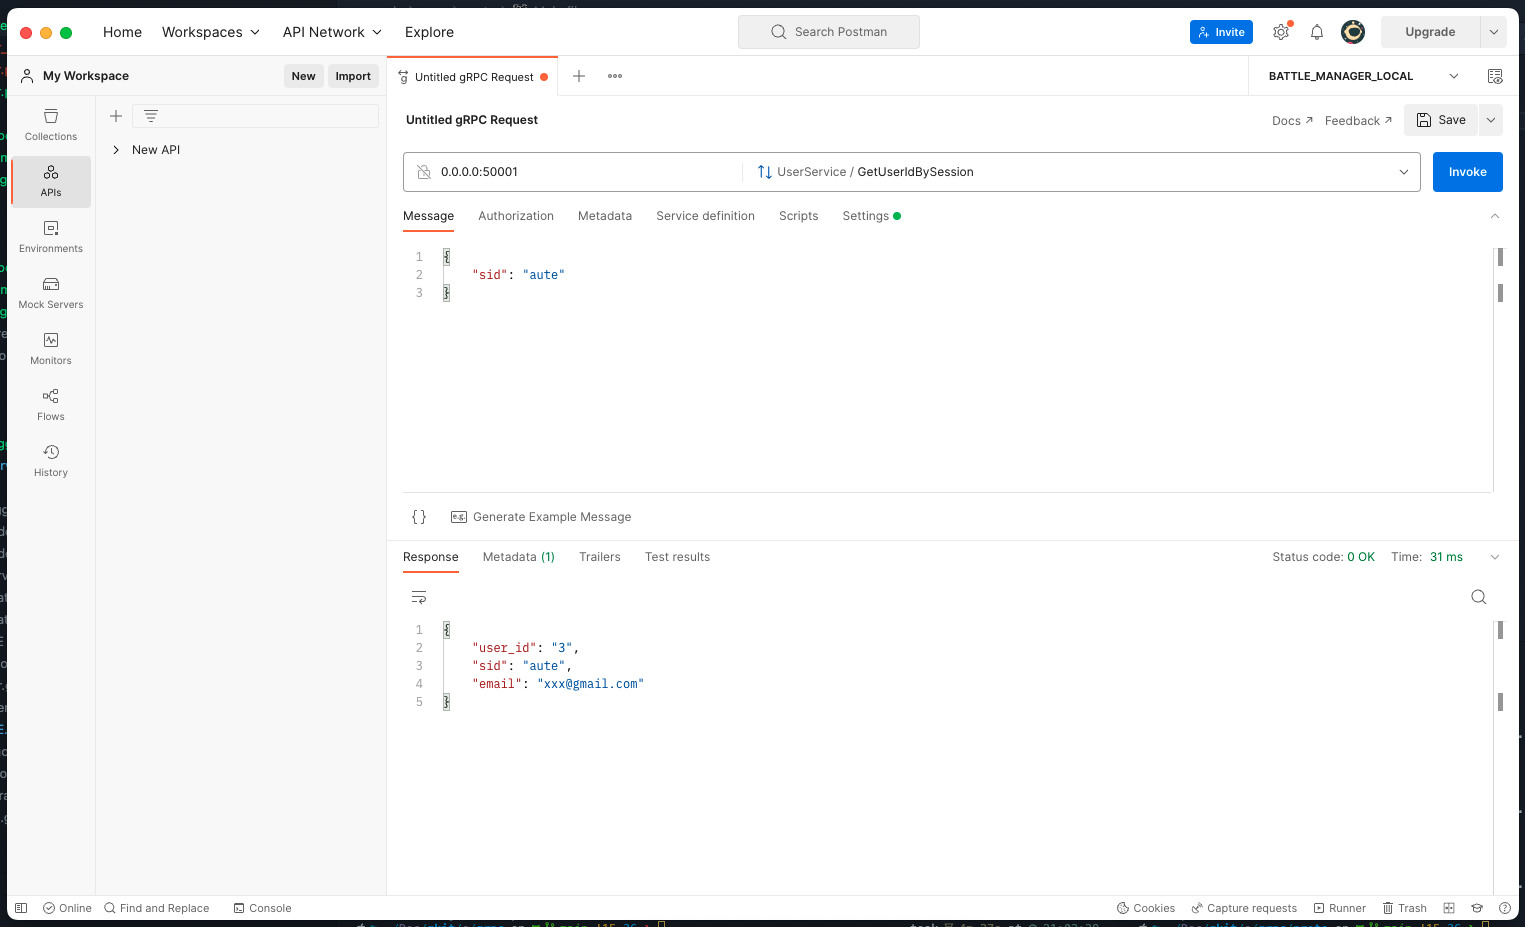 Home Workspaces API Network Explore Search Postman Invite Upgrade
My Workspace New Import Untitled gRPC Request BATTLE_MANAGER_LOCAL
Collections
APIs
Environments
Mock Servers
Monitors
Flows
History
New API
Untitled gRPC Request Docs Feedback Save
0.0.0.0:50001 UserService / GetUserIdBySession Invoke
Message Authorization Metadata Service definition Scripts Settings
1 {
2 "sid": "aute"
3 }
{} e.g. Generate Example Message
Response Metadata (1) Trailers Test results Status code: 0 OK Time: 31 ms
1 {
2 "user_id": "3",
3 "sid": "aute",
4 "email": "xxx@gmail.com"
5 }
Online Find and Replace Console Cookies Capture requests Runner Trash